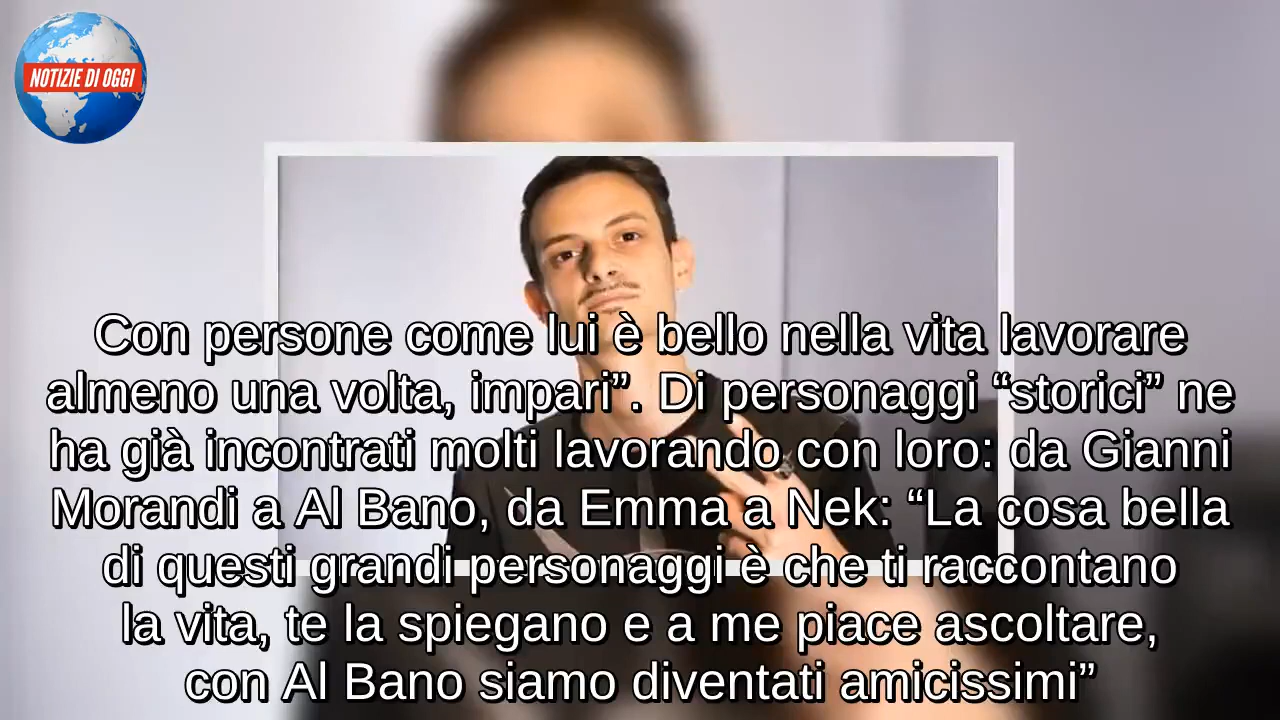 NOTIZIE DI OGGI
Con persone come lui è bello nella vita lavorare
almeno una volta, impari”. Di personaggi “storici” ne
ha già incontrati molti lavorando con loro: da Gianni
Morandi a Al Bano, da Emma a Nek: “La cosa bella
di questi grandi personaggi è che ti raccontano
la vita, te la spiegano e a me piace ascoltare,
con Al Bano siamo diventati amicissimi”